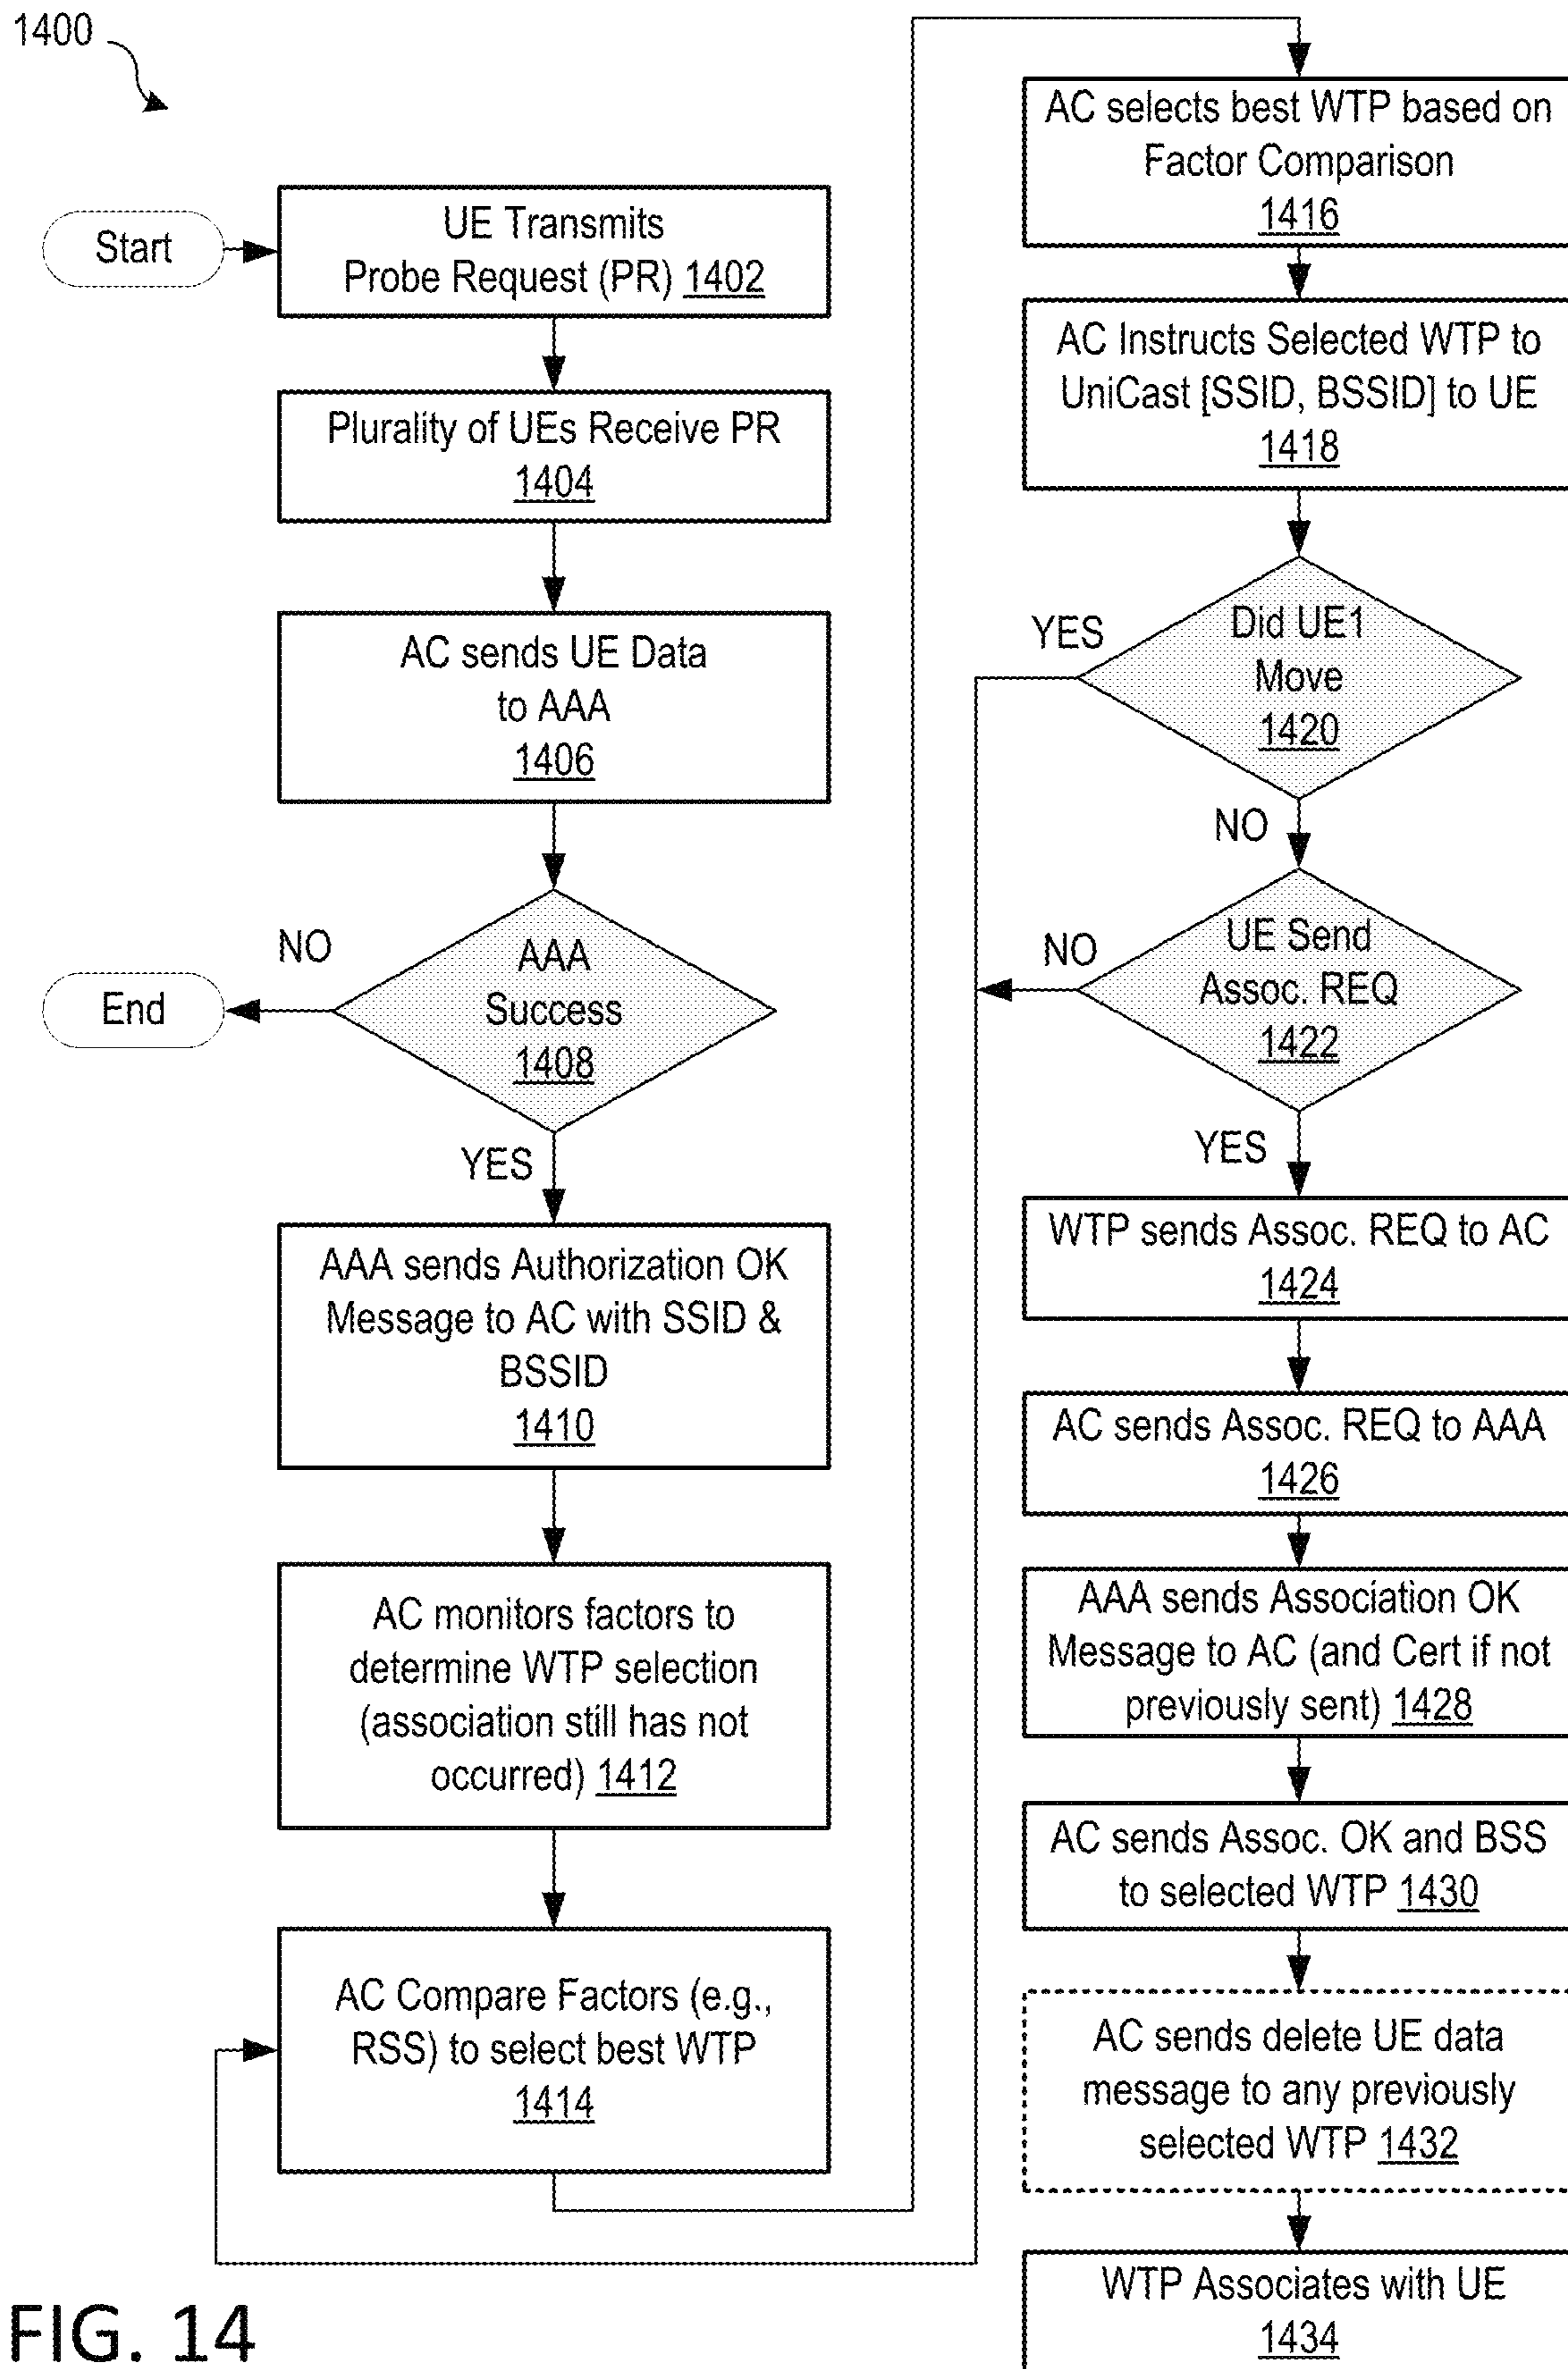 1400
Start
UE Transmits
Probe Request (PR) 1402
Plurality of UEs Receive PR
1404
AC sends UE Data
to AAA
1406
NO
AAA
Success
1408
End
YES
AAA sends Authorization OK
Message to AC with SSID &
BSSID
1410
AC monitors factors to
determine WTP selection
(association still has not
occurred) 1412
AC Compare Factors (e.g.,
RSS) to select best WTP
1414
AC selects best WTP based on
Factor Comparison
1416
AC Instructs Selected WTP to
UniCast [SSID, BSSID] to UE
1418
YES
Did UE1
Move
1420
NO
NO
UE Send
Assoc. REQ
1422
YES
WTP sends Assoc. REQ to AC
1424
AC sends Assoc. REQ to AAA
1426
AAA sends Association OK
Message to AC (and Cert if not
previously sent) 1428
AC sends Assoc. OK and BSS
to selected WTP 1430
AC sends delete UE data
message to any previously
selected WTP 1432
WTP Associates with UE
1434
FIG. 14